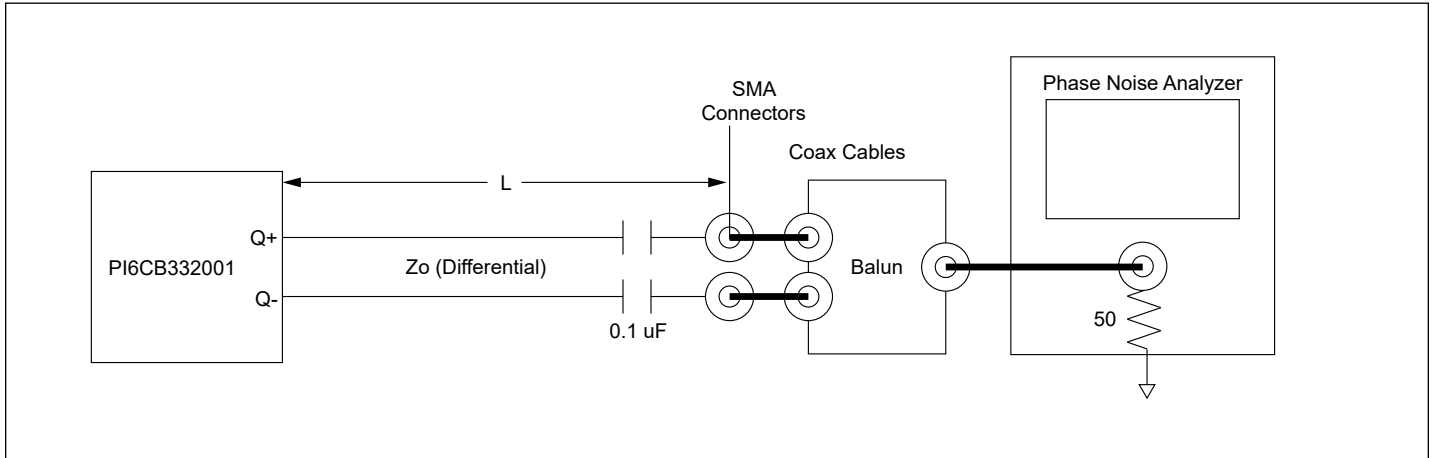 Phase Noise Analyzer
SMA
Connectors
Coax Cables
L
Q+
PI6CB332001
Zo (Differential)
Balun
Q-
0.1 uF
50